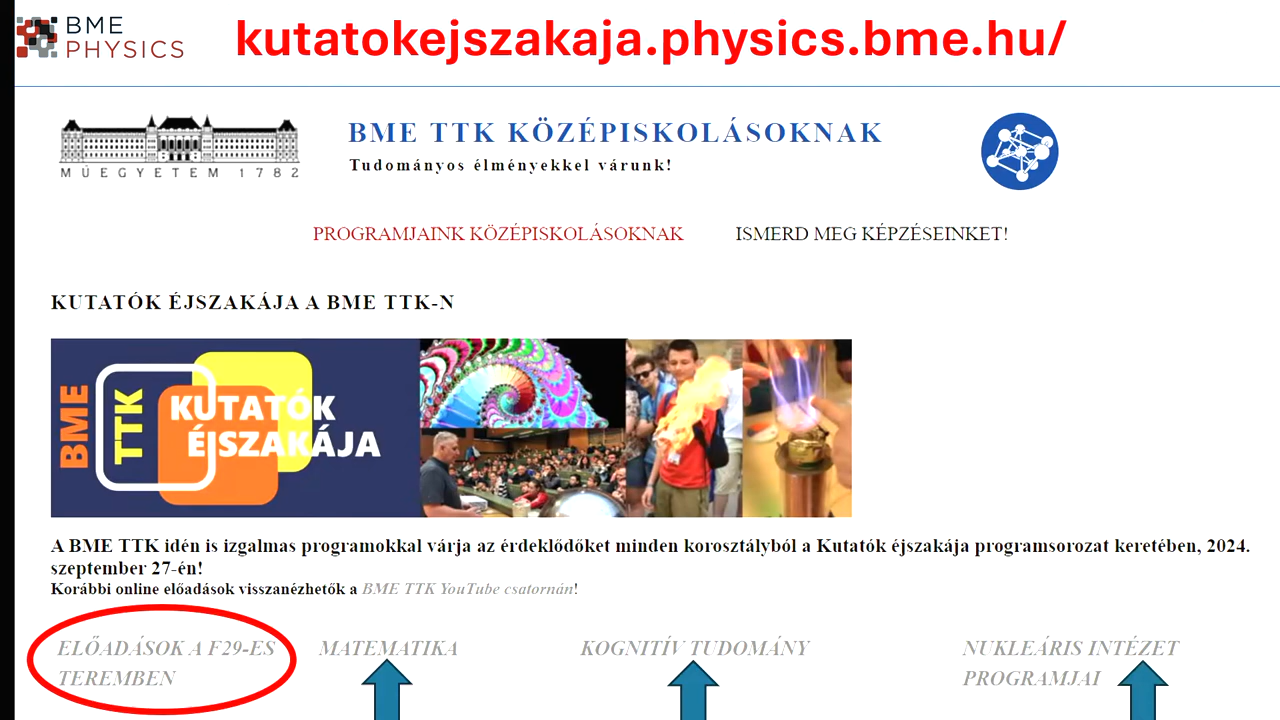 BME
PHYSICS
kutatokejszakaja.physics.bme.hu/
MŰEGYETEM 1782
BME TTK KÖZÉPISKOLÁSOKNAK
Tudományos élményekkel várunk!
PROGRAMJAINK KÖZÉPISKOLÁSOKNAK
ISMERD MEG KÉPZÉSEINKET!
KUTATÓK ÉJSZAKÁJA A BME TTK-N
BME
TTK
KUTATÓK
ÉJSZAKÁJA
A BME TTK idén is izgalmas programokkal várja az érdeklődőket minden korosztályból a Kutatók éjszakája programsorozat keretében, 2024.
szeptember 27-én!
Korábbi online előadások visszanézhetők a BME TTK YouTube csatornán!
ELŐADÁSOK A F29-ES
TEREMBEN
MATEMATIKA
KOGNITÍV TUDOMÁNY
NUKLEÁRIS INTÉZET
PROGRAMJAI